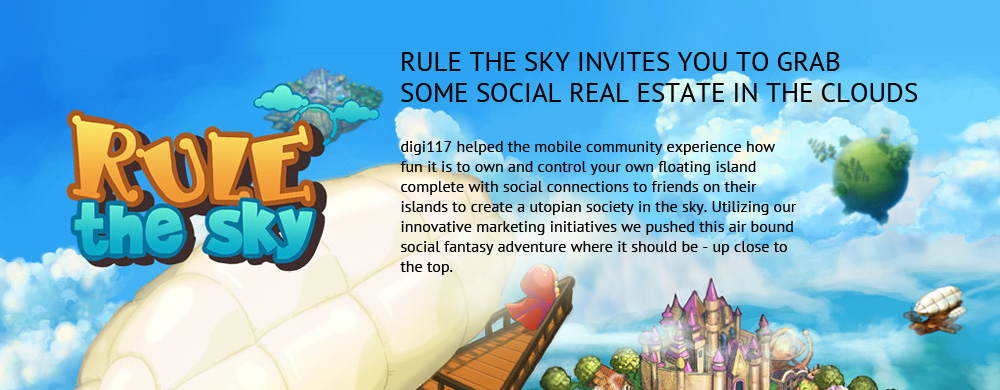 RULE
the sky
RULE THE SKY INVITES YOU TO GRAB
SOME SOCIAL REAL ESTATE IN THE CLOUDS
digi117 helped the mobile community experience how
fun it is to own and control your own floating island
complete with social connections to friends on their
islands to create a utopian society in the sky. Utilizing our
innovative marketing initiatives we pushed this air bound
social fantasy adventure where it should be - up close to
the top.